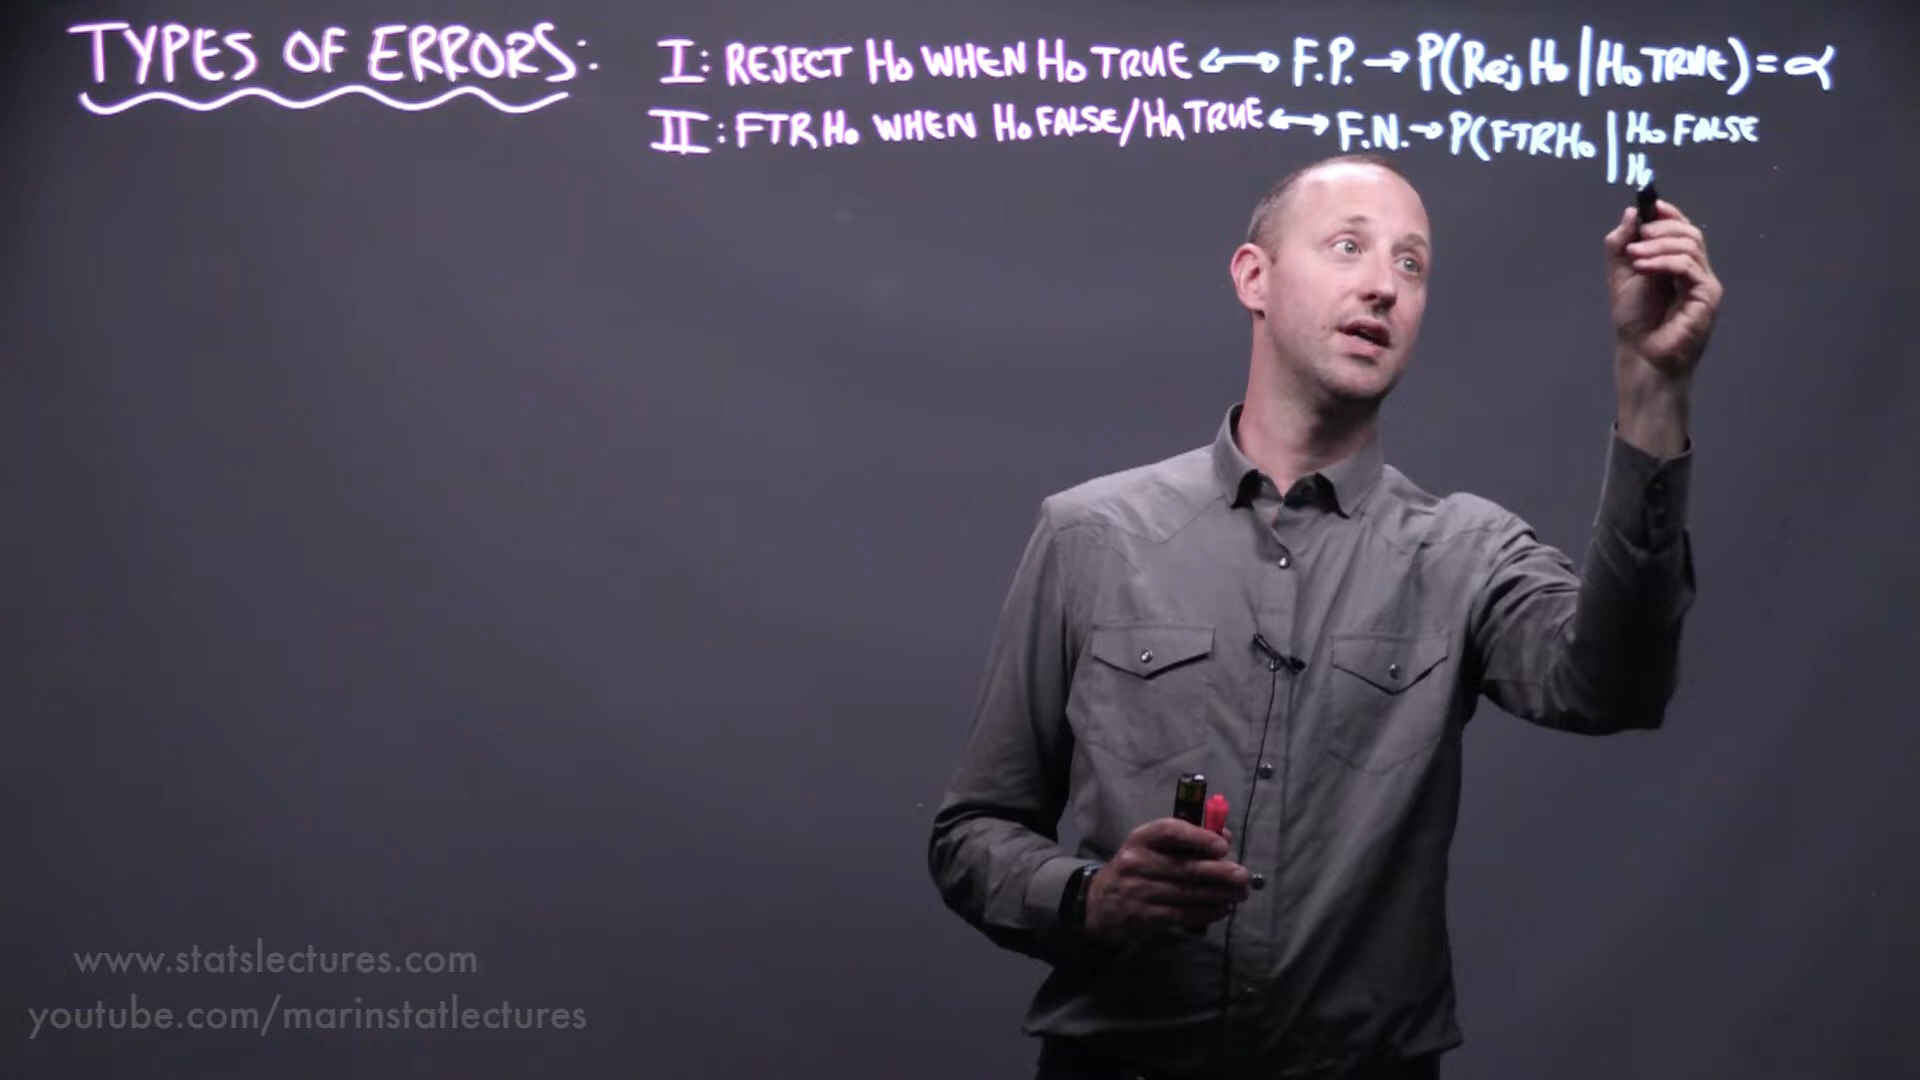 TYPES OF ERRORS:
I: REJECT H₀ WHEN H₀ TRUE ↔ F.P. → P(Rej H₀ | H₀ TRUE) = α
II: FTR H₀ WHEN H₀ FALSE/Hₐ TRUE ↔ F.N. → P(FTR H₀ | H₀ FALSE
H
www.statslectures.com
youtube.com/marinstatlectures